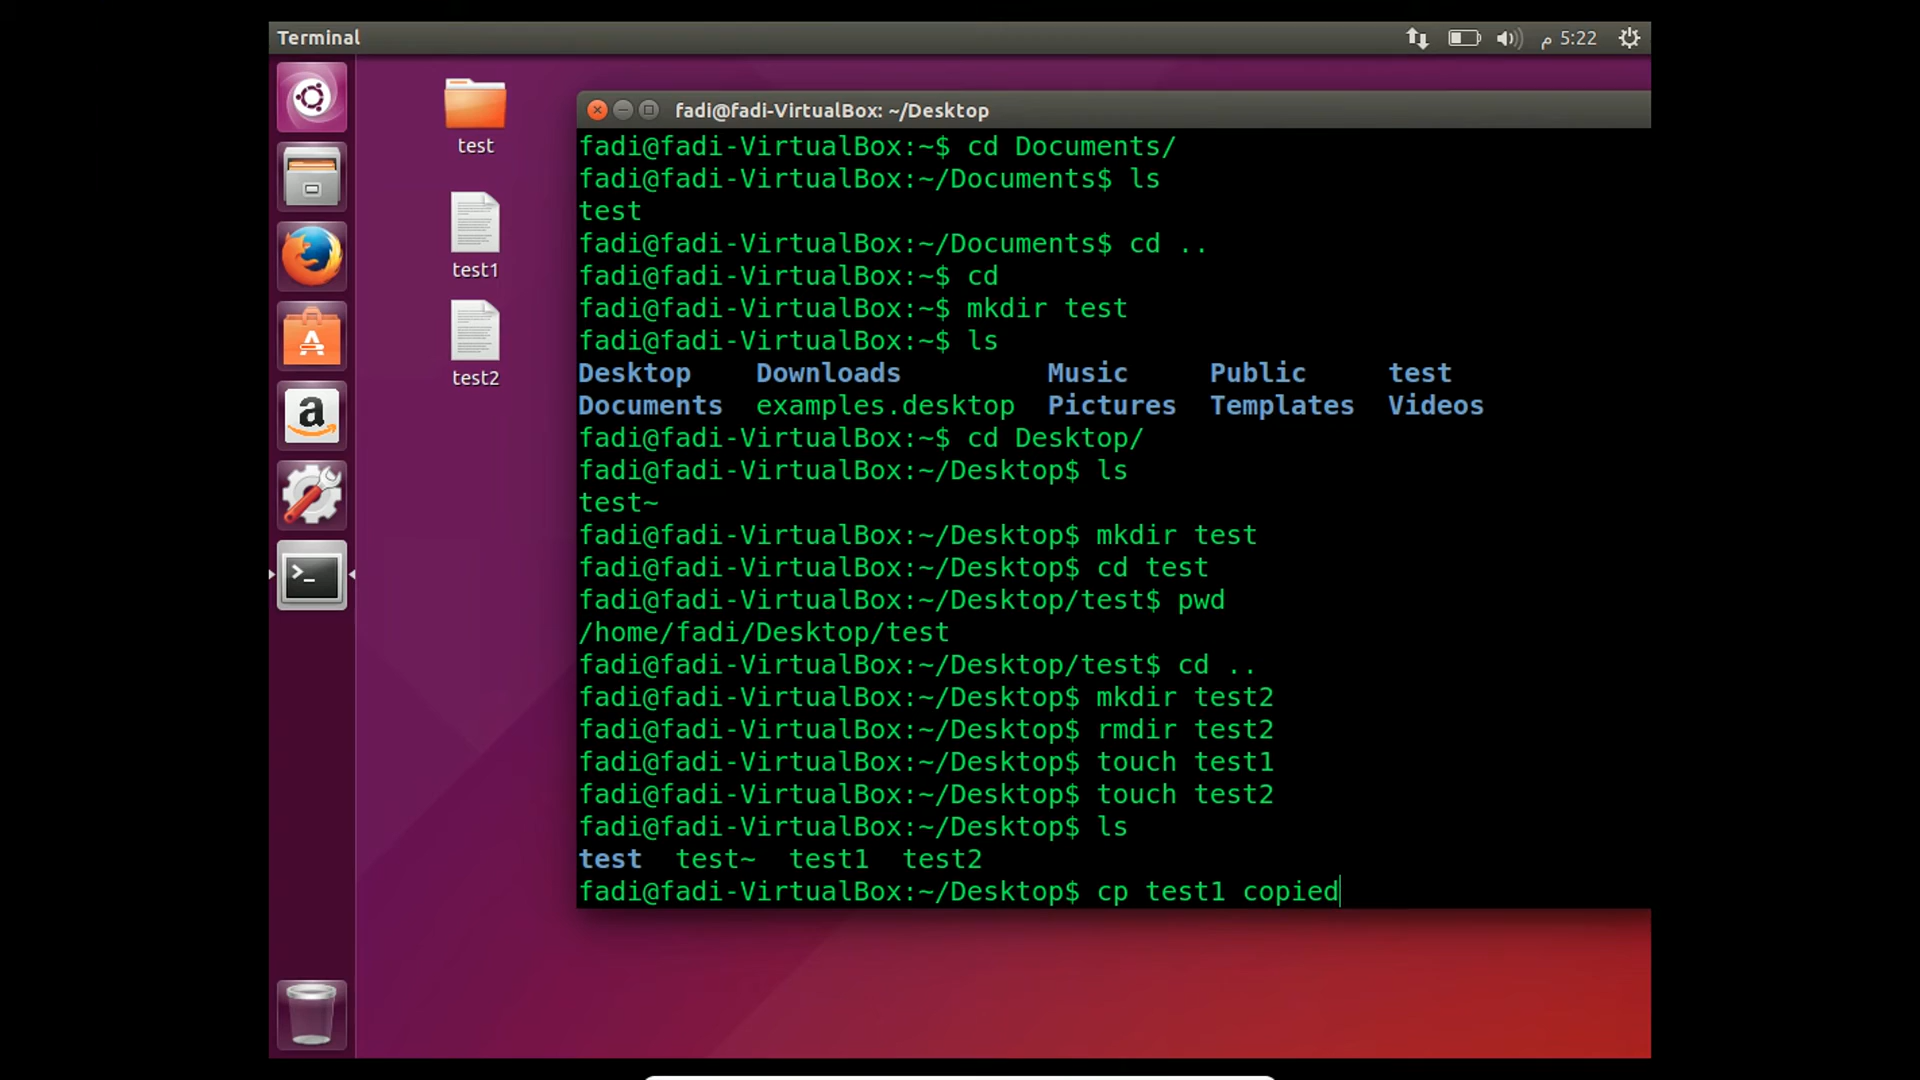 Terminal
م 5:22
test
test1
test2
fadi@fadi-VirtualBox: ~/Desktop
fadi@fadi-VirtualBox:~$ cd Documents/
fadi@fadi-VirtualBox:~/Documents$ ls
test
fadi@fadi-VirtualBox:~/Documents$ cd ..
fadi@fadi-VirtualBox:~$ cd
fadi@fadi-VirtualBox:~$ mkdir test
fadi@fadi-VirtualBox:~$ ls
Desktop    Downloads         Music     Public     test
Documents  examples.desktop  Pictures  Templates  Videos
fadi@fadi-VirtualBox:~$ cd Desktop/
fadi@fadi-VirtualBox:~/Desktop$ ls
test~
fadi@fadi-VirtualBox:~/Desktop$ mkdir test
fadi@fadi-VirtualBox:~/Desktop$ cd test
fadi@fadi-VirtualBox:~/Desktop/test$ pwd
/home/fadi/Desktop/test
fadi@fadi-VirtualBox:~/Desktop/test$ cd ..
fadi@fadi-VirtualBox:~/Desktop$ mkdir test2
fadi@fadi-VirtualBox:~/Desktop$ rmdir test2
fadi@fadi-VirtualBox:~/Desktop$ touch test1
fadi@fadi-VirtualBox:~/Desktop$ touch test2
fadi@fadi-VirtualBox:~/Desktop$ ls
test  test~  test1  test2
fadi@fadi-VirtualBox:~/Desktop$ cp test1 copied